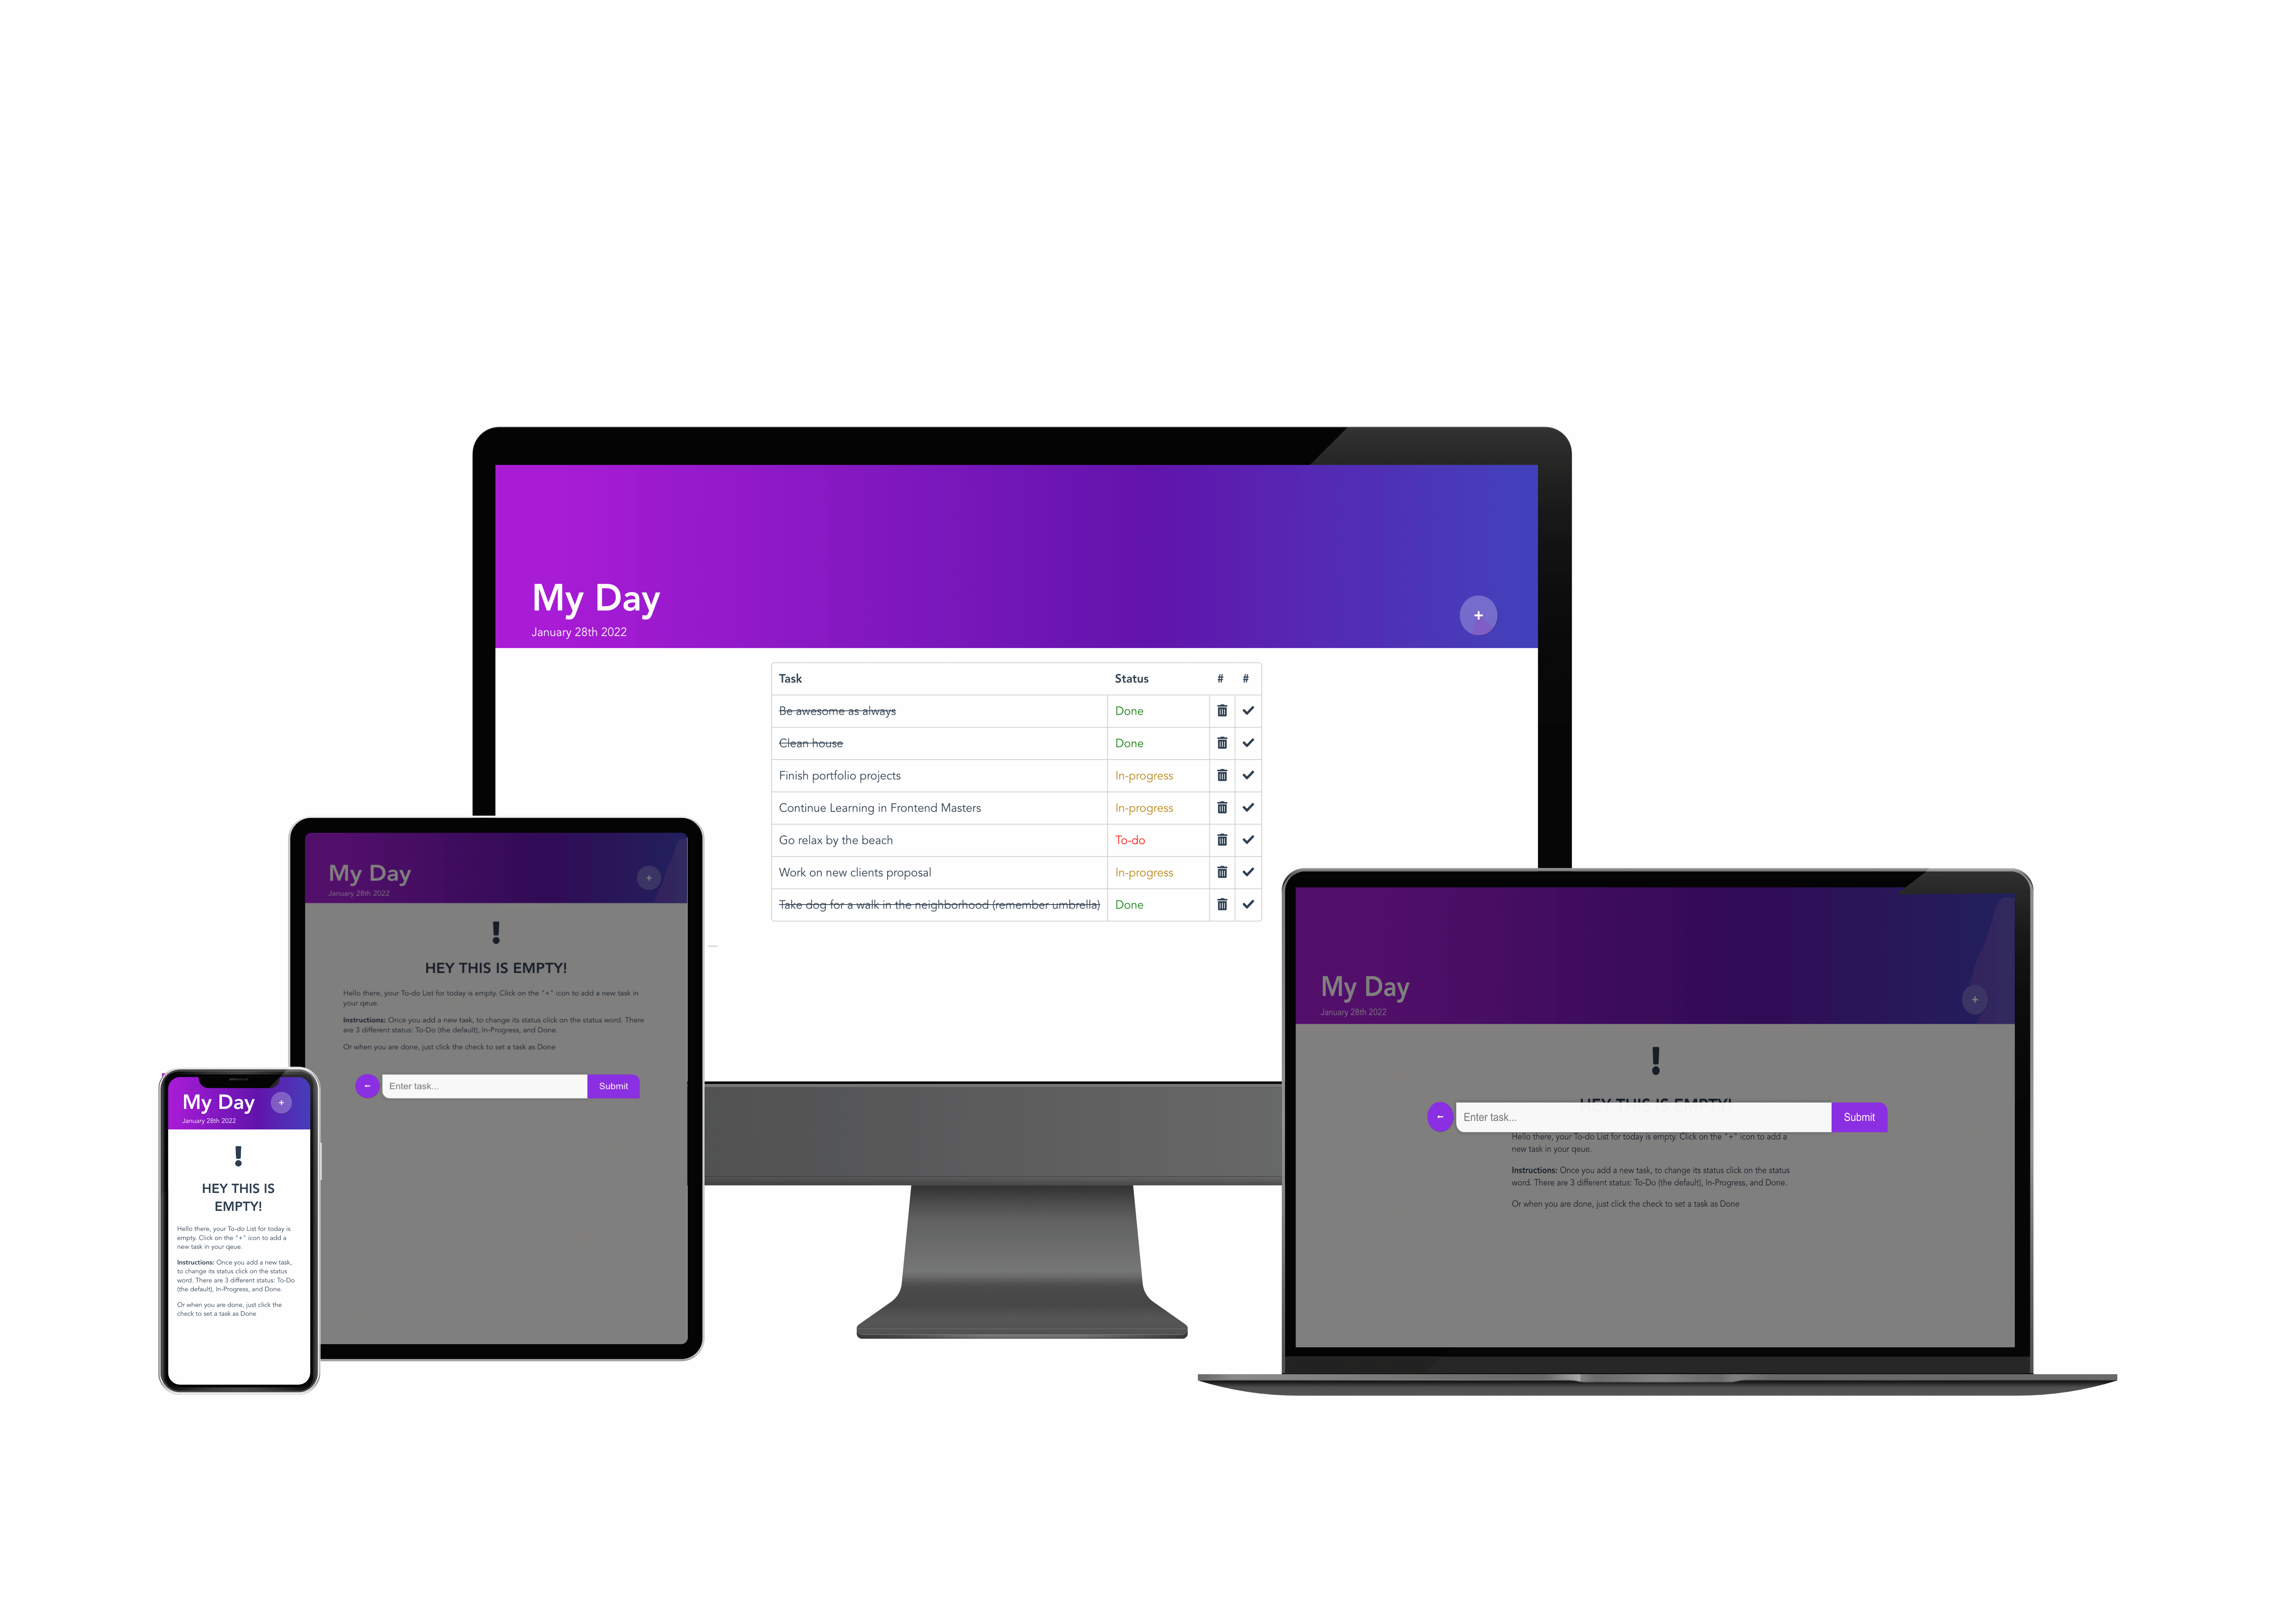 My Day
January 28th 2022
+
Task Status # #
Be awesome as always Done
Clean house Done
Finish portfolio projects In-progress
Continue Learning in Frontend Masters In-progress
Go relax by the beach To-do
Work on new clients proposal In-progress
Take dog for a walk in the neighborhood (remember umbrella) Done
My Day
January 28th 2022
+
!
HEY THIS IS EMPTY!
Hello there, your To-do List for today is empty. Click on the "+" icon to add a new task in
your qeue.
Instructions: Once you add a new task, to change its status click on the status word. There
are 3 different status: To-Do (the default), In-Progress, and Done.
Or when you are done, just click the check to set a task as Done
Enter task... Submit
My Day
January 28th 2022
+
!
HEY THIS IS
EMPTY!
Hello there, your To-do List for today is
empty. Click on the "+" icon to add a
new task in your qeue.
Instructions: Once you add a new task,
to change its status click on the status
word. There are 3 different status: To-Do
(the default), In-Progress, and Done.
Or when you are done, just click the
check to set a task as Done
My Day
January 28th 2022
+
!
HEY THIS IS EMPTY!
Enter task... Submit
Hello there, your To-do List for today is empty. Click on the "+" icon to add a
new task in your qeue.
Instructions: Once you add a new task, to change its status click on the status
word. There are 3 different status: To-Do (the default), In-Progress, and Done.
Or when you are done, just click the check to set a task as Done